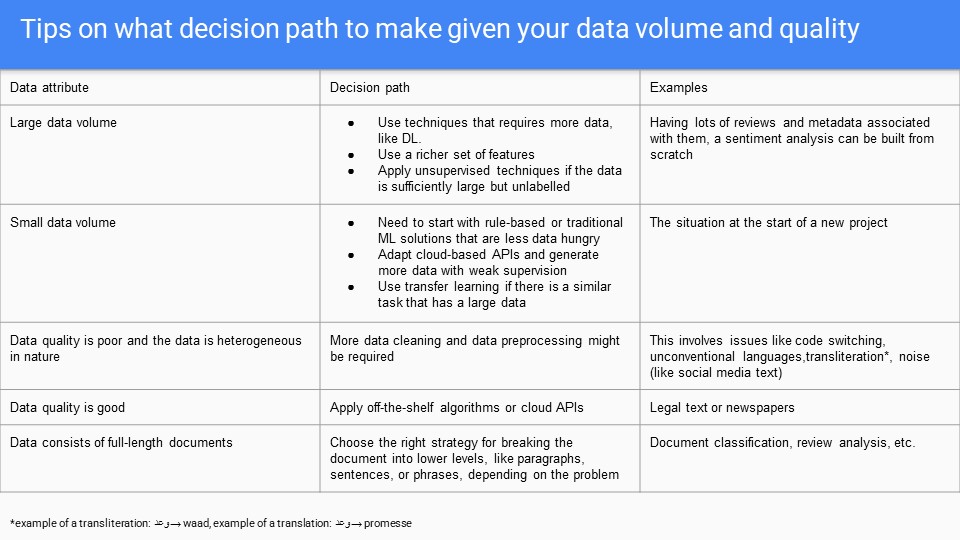 Tips on what decision path to make given your data volume and quality
Data attribute
Decision path
Examples
Large data volume
● Use techniques that requires more data,
like DL.
● Use a richer set of features
● Apply unsupervised techniques if the data
is sufficiently large but unlabelled
Having lots of reviews and metadata associated
with them, a sentiment analysis can be built from
scratch
Small data volume
● Need to start with rule-based or traditional
ML solutions that are less data hungry
● Adapt cloud-based APIs and generate
more data with weak supervision
● Use transfer learning if there is a similar
task that has a large data
The situation at the start of a new project
Data quality is poor and the data is heterogeneous
in nature
More data cleaning and data preprocessing might
be required
This involves issues like code switching,
unconventional languages,transliteration*, noise
(like social media text)
Data quality is good
Apply off-the-shelf algorithms or cloud APIs
Legal text or newspapers
Data consists of full-length documents
Choose the right strategy for breaking the
document into lower levels, like paragraphs,
sentences, or phrases, depending on the problem
Document classification, review analysis, etc.
*example of a transliteration: وعد→ waad, example of a translation: وعد→ promesse